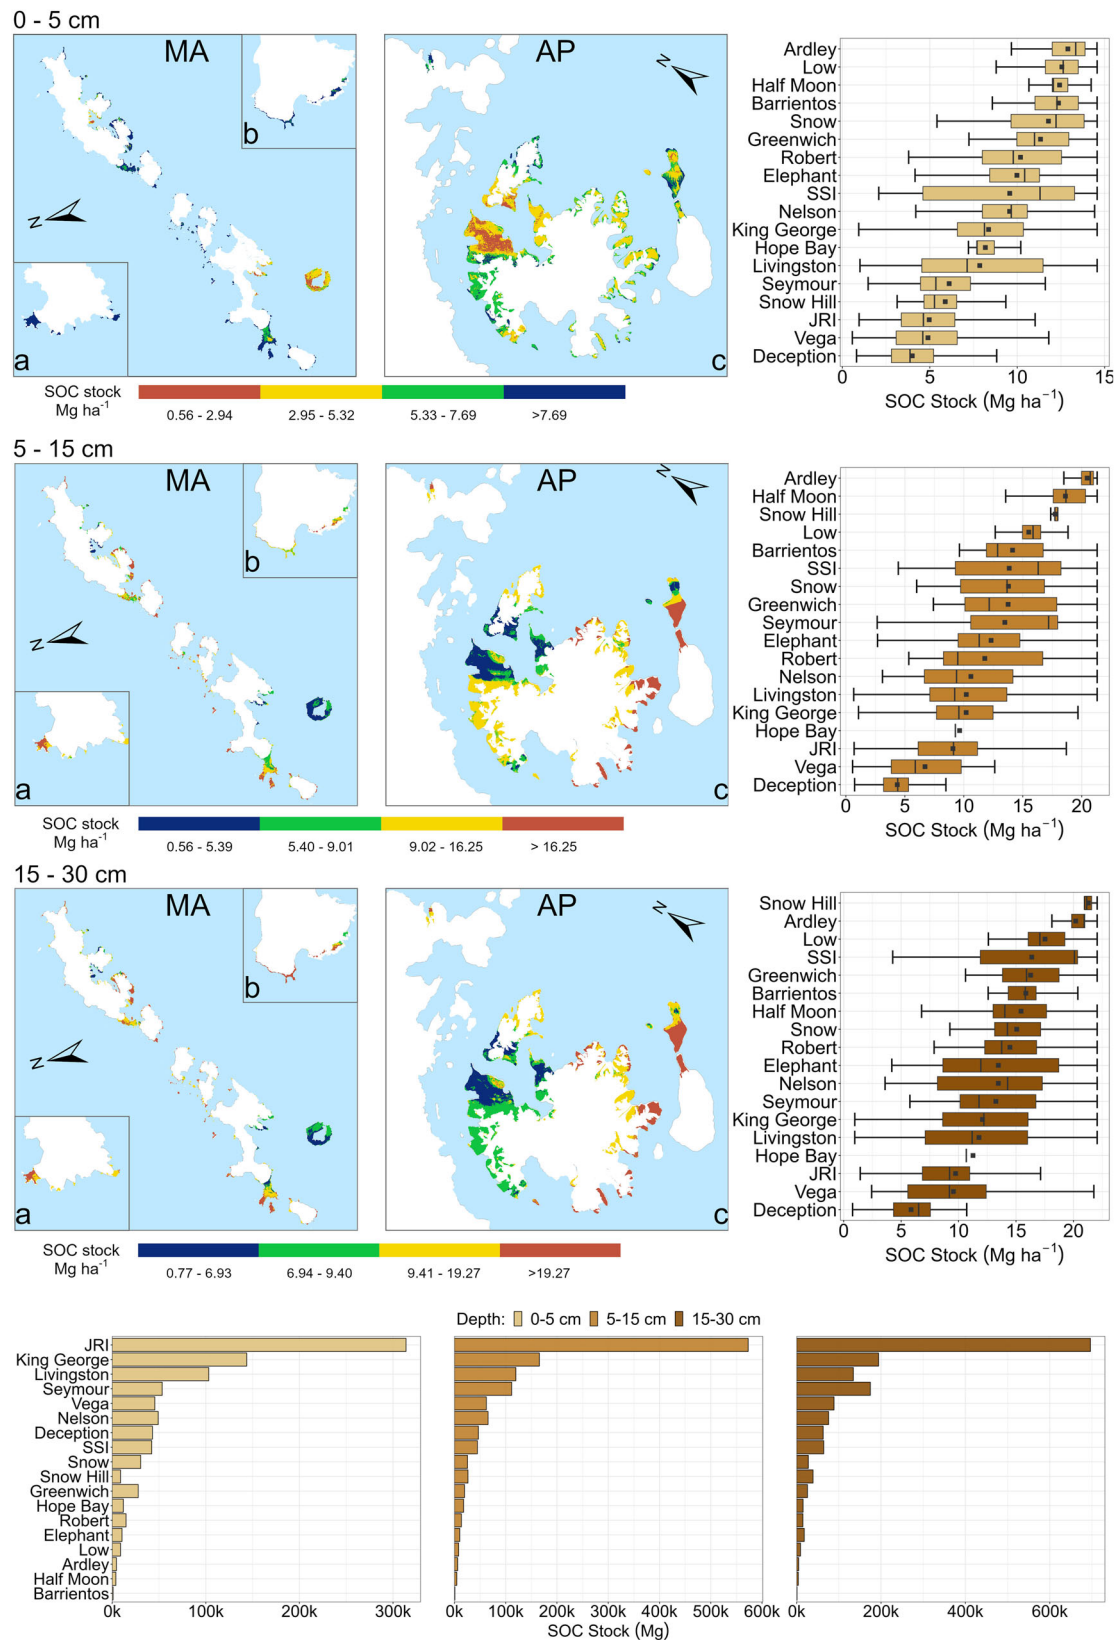 0 - 5 cm
MA
AP
b
N
N
a
c
SOC stock
Mg ha⁻¹
0.56 - 2.94
2.95 - 5.32
5.33 - 7.69
>7.69
Ardley
Low
Half Moon
Barrientos
Snow
Greenwich
Robert
Elephant
SSI
Nelson
King George
Hope Bay
Livingston
Seymour
Snow Hill
JRI
Vega
Deception
0 5 10 15
SOC Stock (Mg ha⁻¹)
5 - 15 cm
MA
AP
b
N
N
a
c
SOC stock
Mg ha⁻¹
0.56 - 5.39
5.40 - 9.01
9.02 - 16.25
> 16.25
Ardley
Half Moon
Snow Hill
Low
Barrientos
SSI
Snow
Greenwich
Seymour
Elephant
Robert
Nelson
Livingston
King George
Hope Bay
JRI
Vega
Deception
0 5 10 15 20
SOC Stock (Mg ha⁻¹)
15 - 30 cm
MA
AP
b
N
N
a
c
SOC stock
Mg ha⁻¹
0.77 - 6.93
6.94 - 9.40
9.41 - 19.27
>19.27
Snow Hill
Ardley
Low
SSI
Greenwich
Barrientos
Half Moon
Snow
Robert
Elephant
Nelson
Seymour
King George
Livingston
Hope Bay
JRI
Vega
Deception
0 5 10 15 20
SOC Stock (Mg ha⁻¹)
Depth: 0-5 cm 5-15 cm 15-30 cm
JRI
King George
Livingston
Seymour
Vega
Nelson
Deception
SSI
Snow
Snow Hill
Greenwich
Hope Bay
Robert
Elephant
Low
Ardley
Half Moon
Barrientos
0k 100k 200k 300k
0k 100k 200k 300k 400k 500k 600k
0k 200k 400k 600k
SOC Stock (Mg)